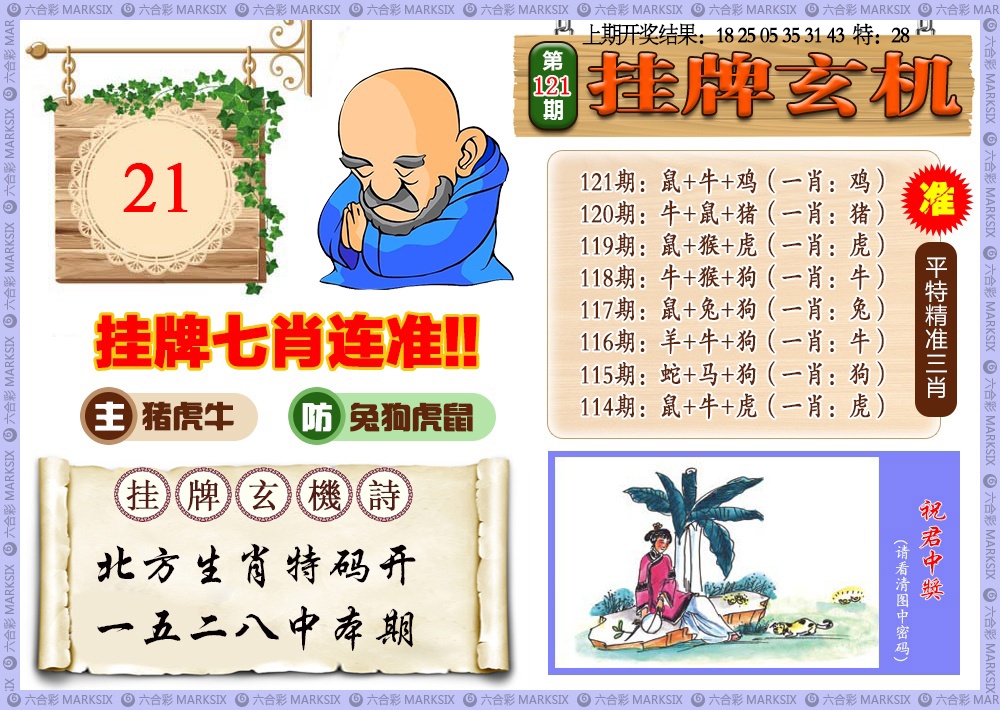 六合彩 MARKSIX
上期开奖结果：18 25 05 35 31 43 特：28
第
121
期
挂牌玄机
21
挂牌七肖连准!!
主 猪虎牛
防 兔狗虎鼠
挂牌玄機詩
北方生肖特码开
一五二八中本期
121期：鼠+牛+鸡（一肖：鸡）
120期：牛+鼠+猪（一肖：猪）
119期：鼠+猴+虎（一肖：虎）
118期：牛+猴+狗（一肖：牛）
117期：鼠+兔+狗（一肖：兔）
116期：羊+牛+狗（一肖：牛）
115期：蛇+马+狗（一肖：狗）
114期：鼠+牛+虎（一肖：虎）
准
平特精准三肖
祝君中獎
（请看清图中密码）